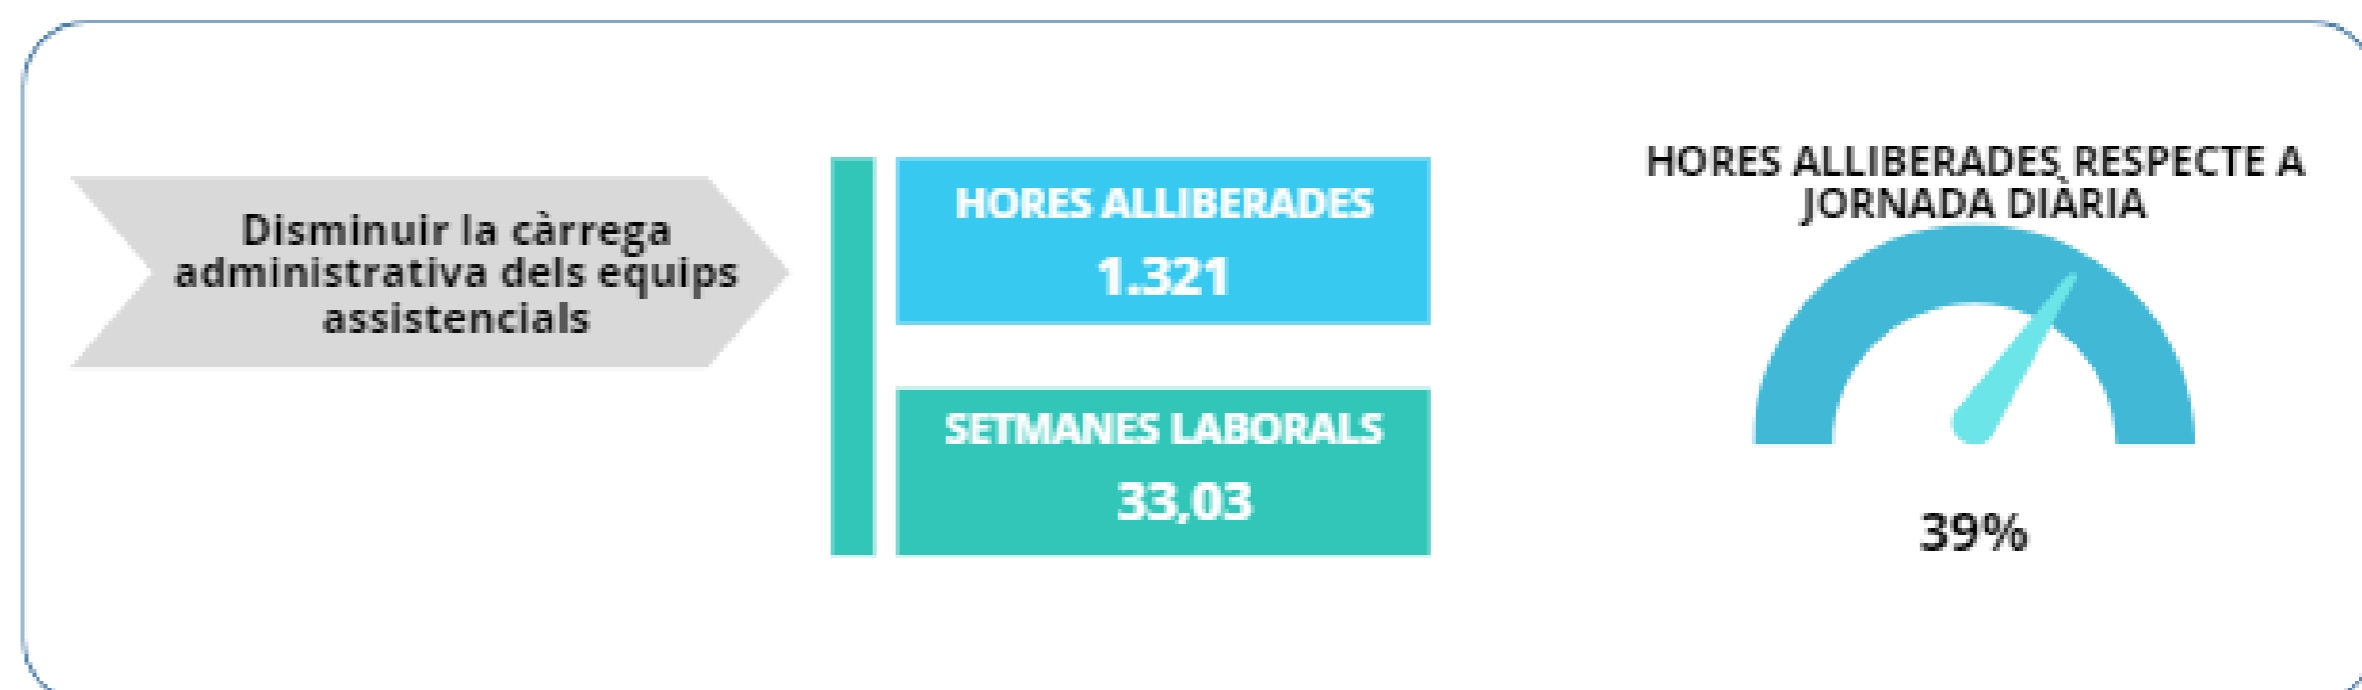 Disminuir la càrrega
administrativa dels equips
assistencials
HORES ALLIBERADES
1.321
SETMANES LABORALS
33,03
HORES ALLIBERADES RESPECTE A
JORNADA DIÀRIA
39%